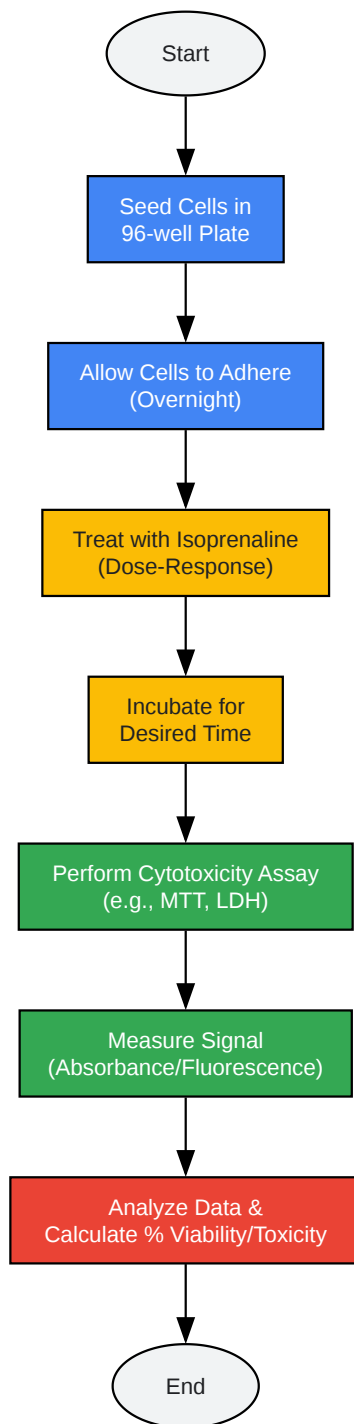 Start
Seed Cells in
96-well Plate
Allow Cells to Adhere
(Overnight)
Treat with Isoprenaline
(Dose-Response)
Incubate for
Desired Time
Perform Cytotoxicity Assay
(e.g., MTT, LDH)
Measure Signal
(Absorbance/Fluorescence)
Analyze Data &
Calculate % Viability/Toxicity
End